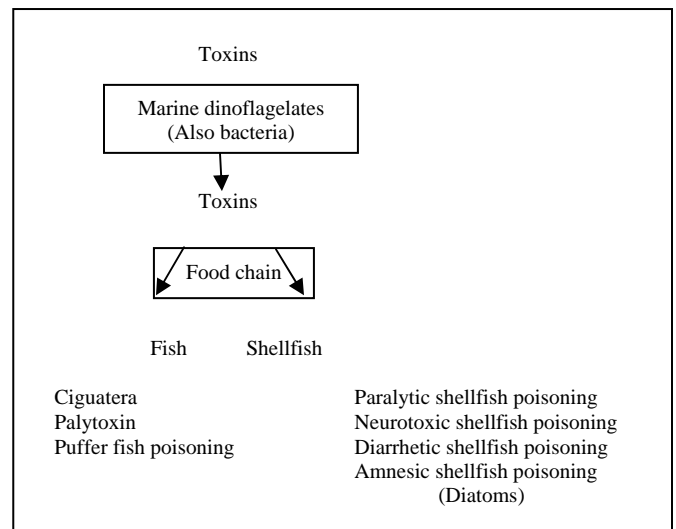 Toxins
Marine dinoflagelates
(Also bacteria)
Toxins
Food chain
Fish Shellfish
Ciguatera
Palytoxin
Puffer fish poisoning
Paralytic shellfish poisoning
Neurotoxic shellfish poisoning
Diarrhetic shellfish poisoning
Amnesic shellfish poisoning
(Diatoms)